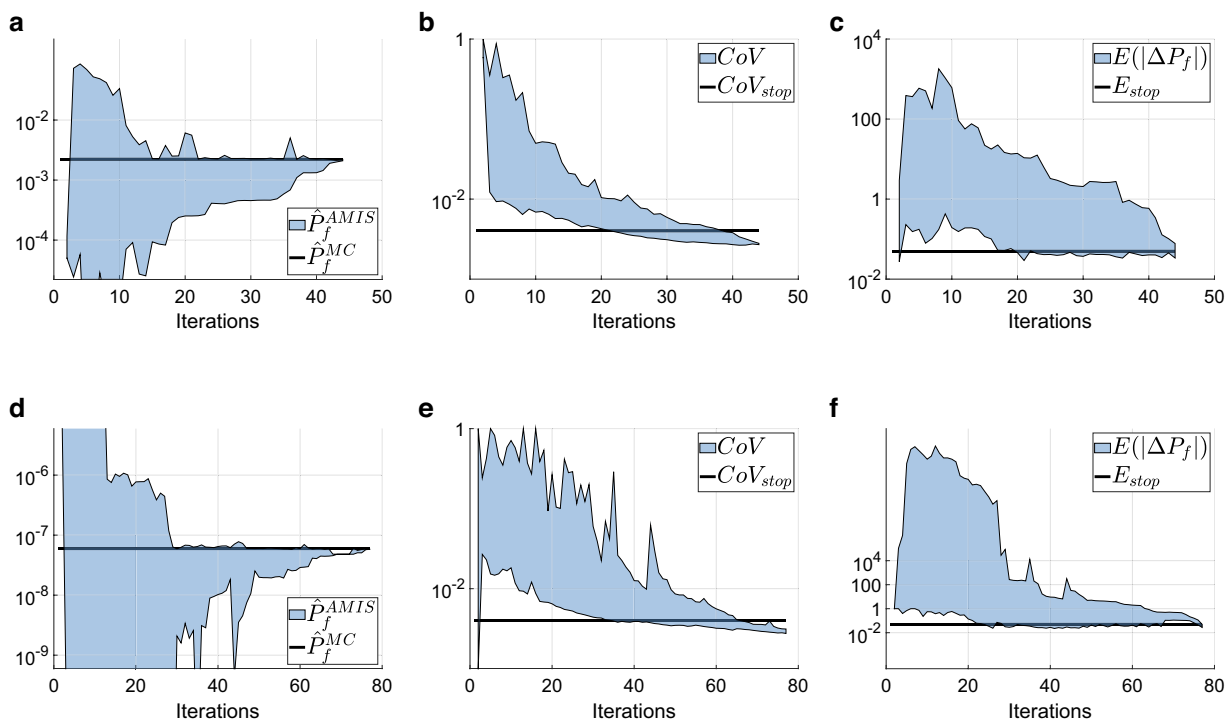 a
10^-2
10^-3
10^-4
P̂_f^AMIS
P̂_f^MC
0 10 20 30 40 50
Iterations
b
1
10^-2
CoV
CoV_stop
0 10 20 30 40 50
Iterations
c
10^4
100
1
10^-2
E(|ΔP_f|)
E_stop
0 10 20 30 40 50
Iterations
d
10^-6
10^-7
10^-8
10^-9
P̂_f^AMIS
P̂_f^MC
0 20 40 60 80
Iterations
e
1
10^-2
CoV
CoV_stop
0 20 40 60 80
Iterations
f
10^4
100
1
10^-2
E(|ΔP_f|)
E_stop
0 20 40 60 80
Iterations